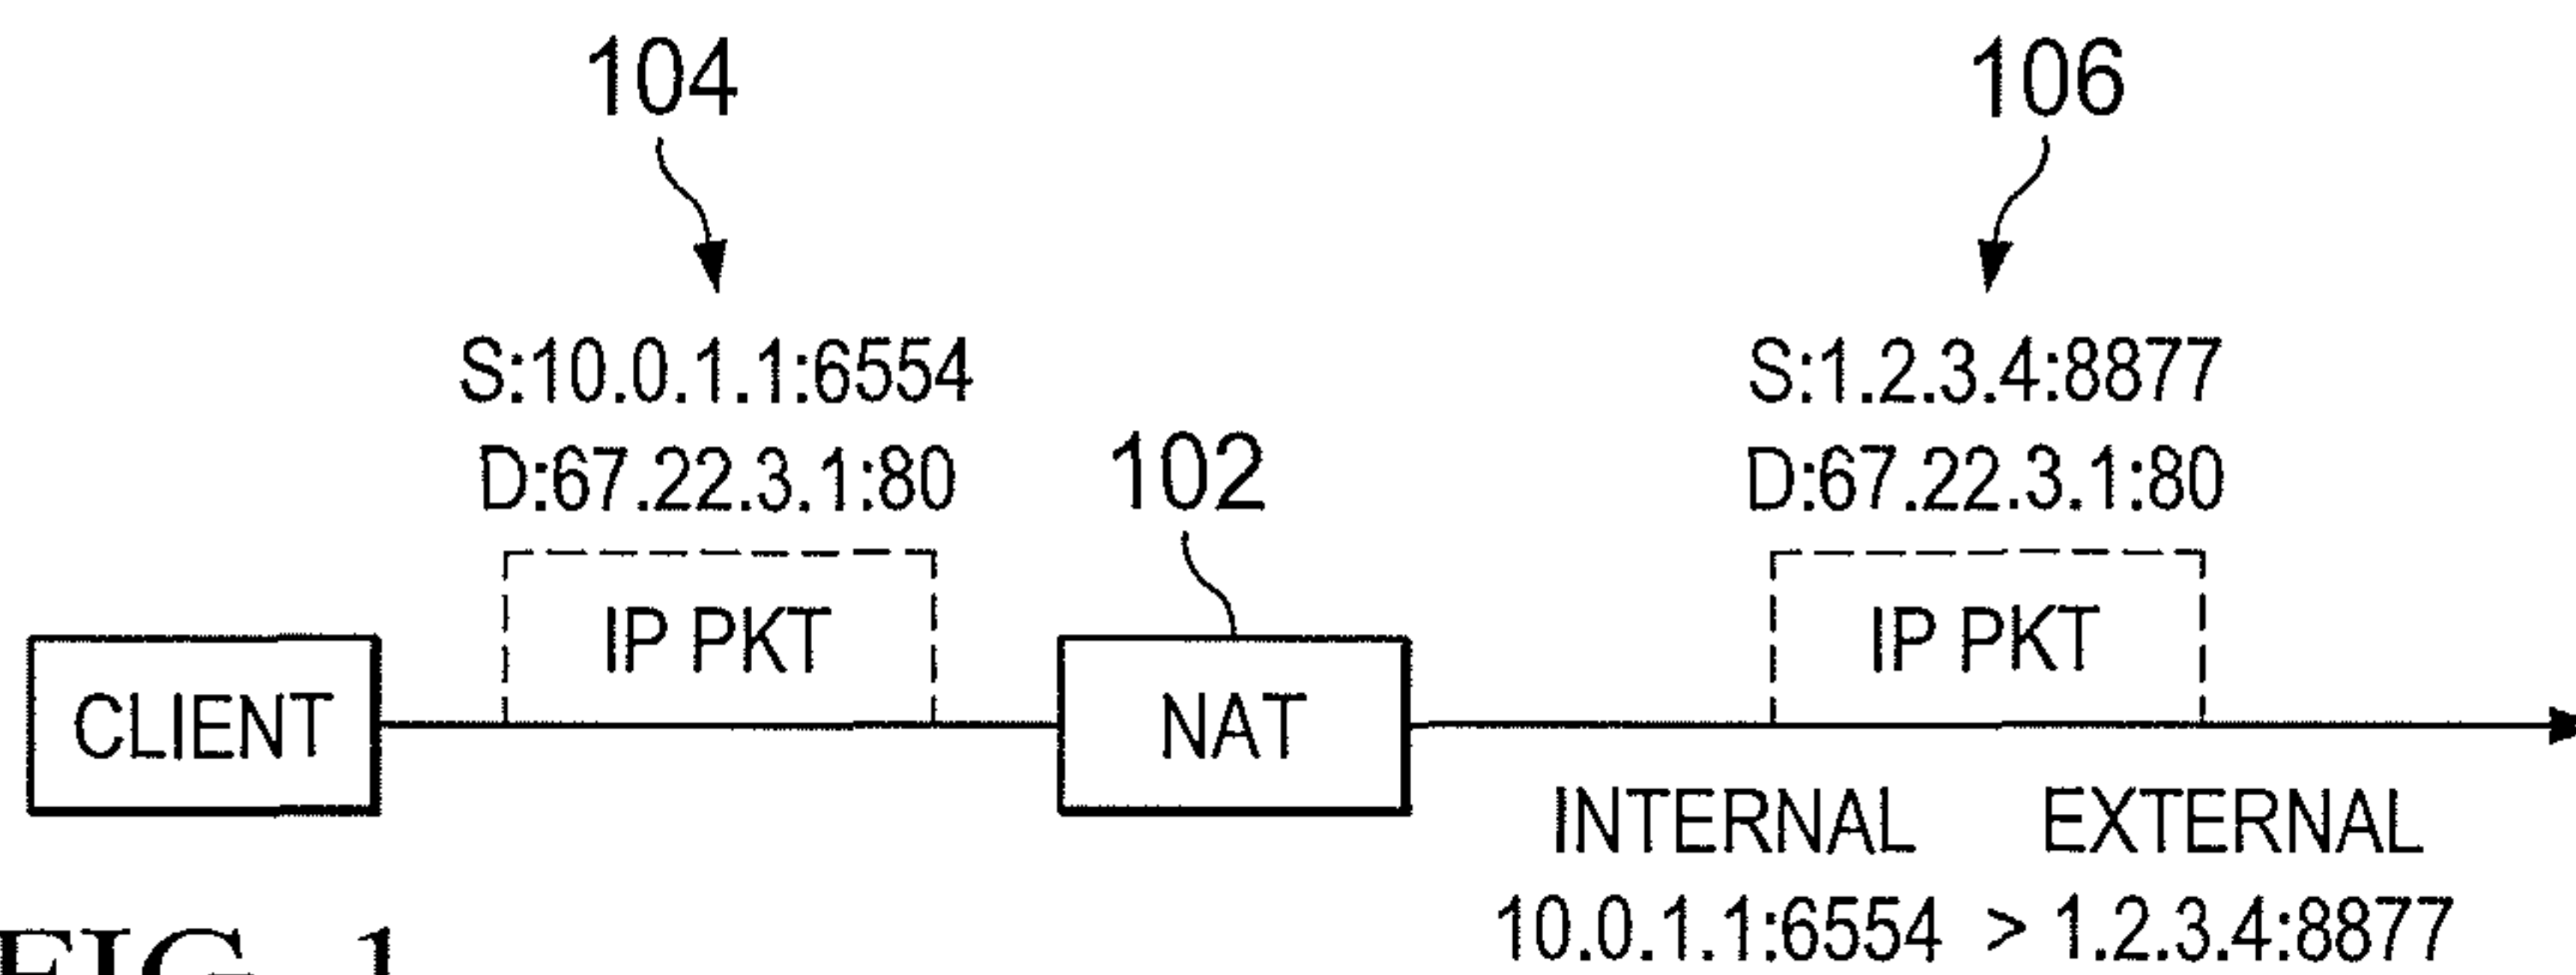 104
106
S:10.0.1.1:6554
D:67.22.3.1:80
S:1.2.3.4:8877
D:67.22.3.1:80
102
IP PKT
IP PKT
CLIENT
NAT
INTERNAL EXTERNAL
10.0.1.1:6554 > 1.2.3.4:8877
FIG. 1